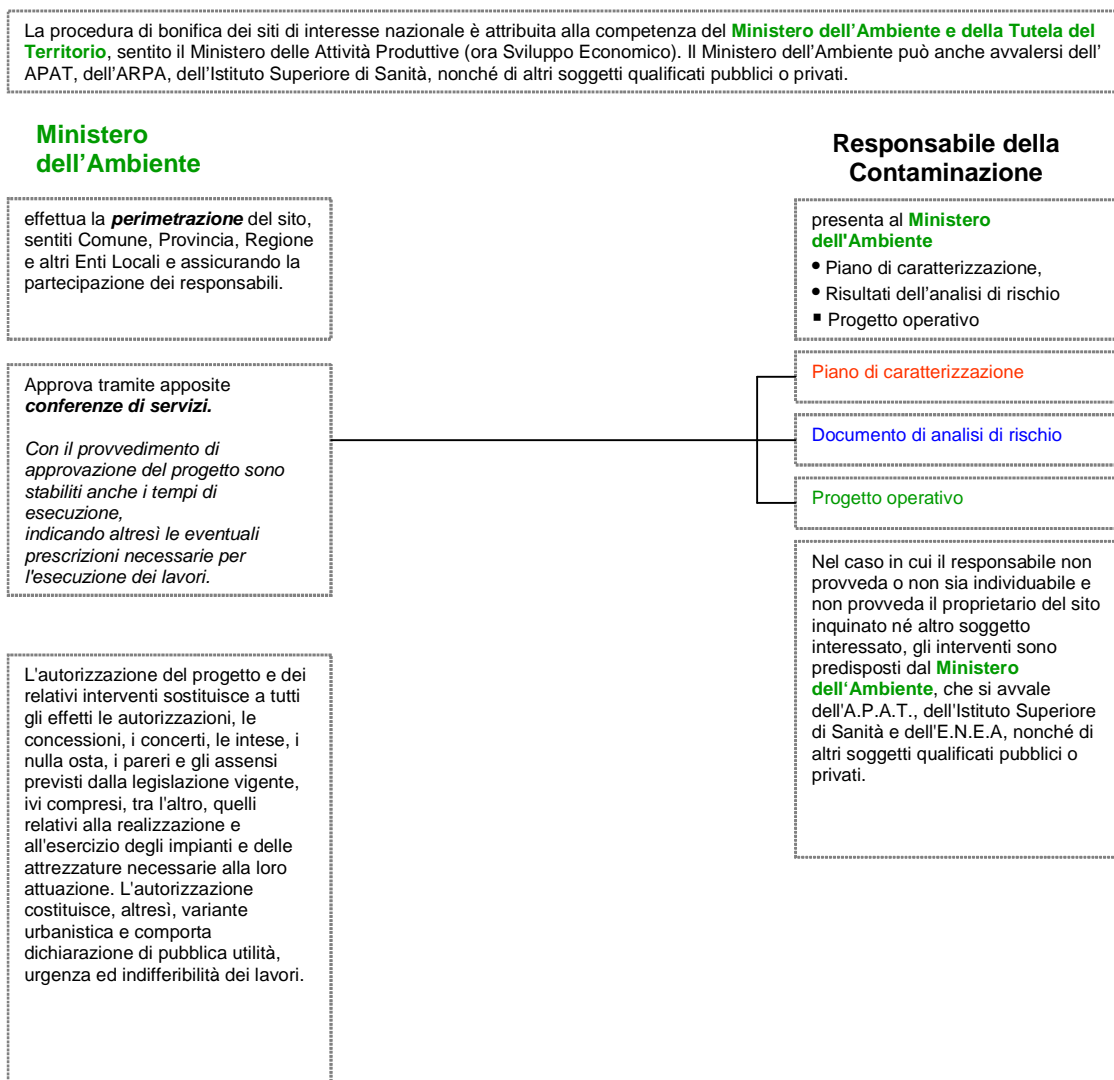 La procedura di bonifica dei siti di interesse nazionale è attribuita alla competenza del Ministero dell'Ambiente e della Tutela del
Territorio, sentito il Ministero delle Attività Produttive (ora Sviluppo Economico). Il Ministero dell'Ambiente può anche avvalersi dell'
APAT, dell'ARPA, dell'Istituto Superiore di Sanità, nonché di altri soggetti qualificati pubblici o privati.
Ministero
dell'Ambiente
effettua la perimetrazione del sito,
sentiti Comune, Provincia, Regione
e altri Enti Locali e assicurando la
partecipazione dei responsabili.
Approva tramite apposite
conferenze di servizi.
Con il provvedimento di
approvazione del progetto sono
stabiliti anche i tempi di
esecuzione,
indicando altresì le eventuali
prescrizioni necessarie per
l'esecuzione dei lavori.
L'autorizzazione del progetto e dei
relativi interventi sostituisce a tutti
gli effetti le autorizzazioni, le
concessioni, i concerti, le intese, i
nulla osta, i pareri e gli assensi
previsti dalla legislazione vigente,
ivi compresi, tra l'altro, quelli
relativi alla realizzazione e
all'esercizio degli impianti e delle
attrezzature necessarie alla loro
attuazione. L'autorizzazione
costituisce, altresì, variante
urbanistica e comporta
dichiarazione di pubblica utilità,
urgenza ed indifferibilità dei lavori.
Responsabile della
Contaminazione
presenta al Ministero
dell'Ambiente
• Piano di caratterizzazione,
• Risultati dell'analisi di rischio
▪ Progetto operativo
Piano di caratterizzazione
Documento di analisi di rischio
Progetto operativo
Nel caso in cui il responsabile non
provveda o non sia individuabile e
non provveda il proprietario del sito
inquinato né altro soggetto
interessato, gli interventi sono
predisposti dal Ministero
dell'Ambiente, che si avvale
dell'A.P.A.T., dell'Istituto Superiore
di Sanità e dell'E.N.E.A, nonché di
altri soggetti qualificati pubblici o
privati.